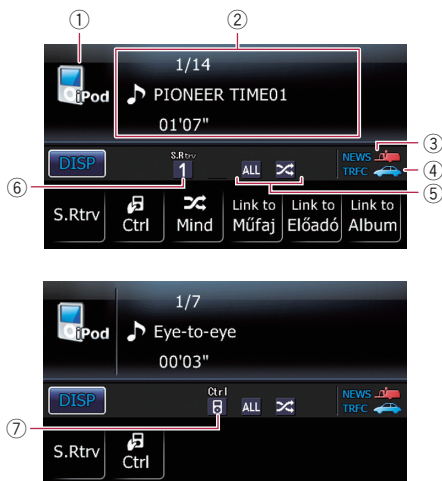 ① ②
iPod
1/14
PIONEER TIME01
01'07"
③
DISP S.Rtrv 1 ALL NEWS
TRFC ④
⑥ ⑤
S.Rtrv Ctrl Mind Link to Műfaj Link to Előadó Link to Album
iPod
1/7
Eye-to-eye
00'03"
DISP Ctrl ALL NEWS
TRFC
⑦
S.Rtrv Ctrl